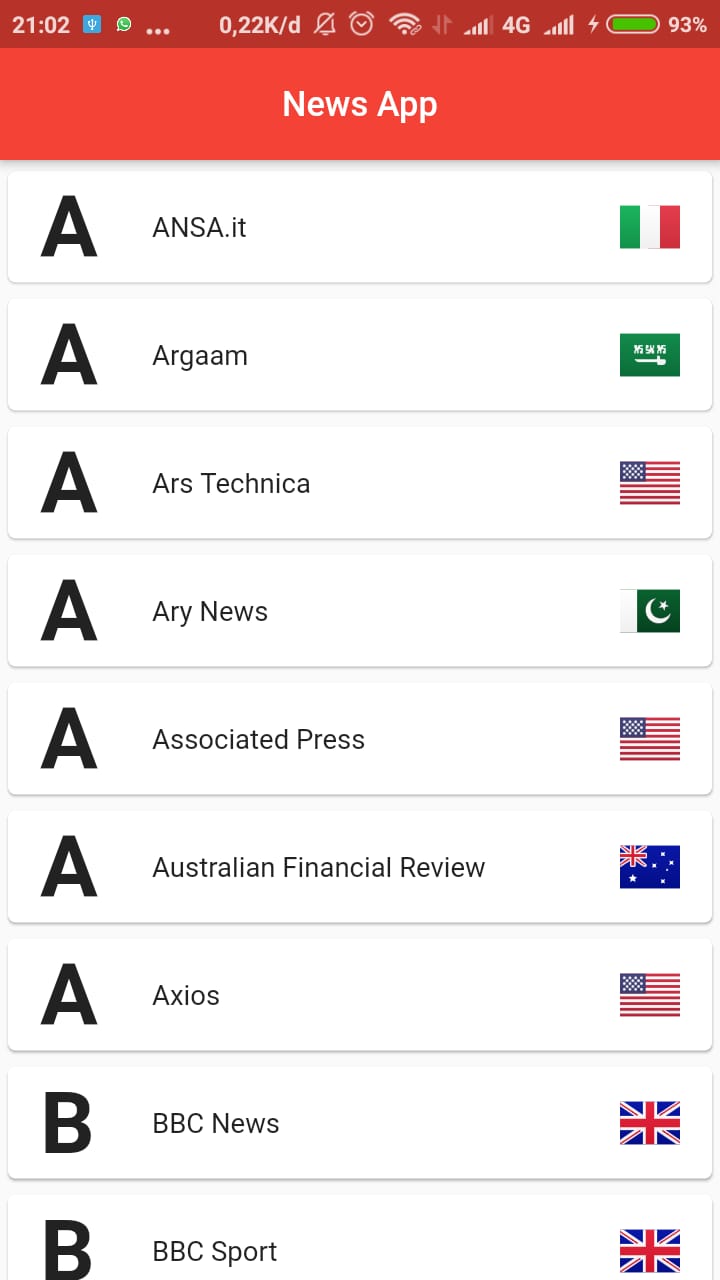 21:02 ... 0,22K/d 4G 93%
News App
A ANSA.it
A Argaam
A Ars Technica
A Ary News
A Associated Press
A Australian Financial Review
A Axios
B BBC News
B BBC Sport